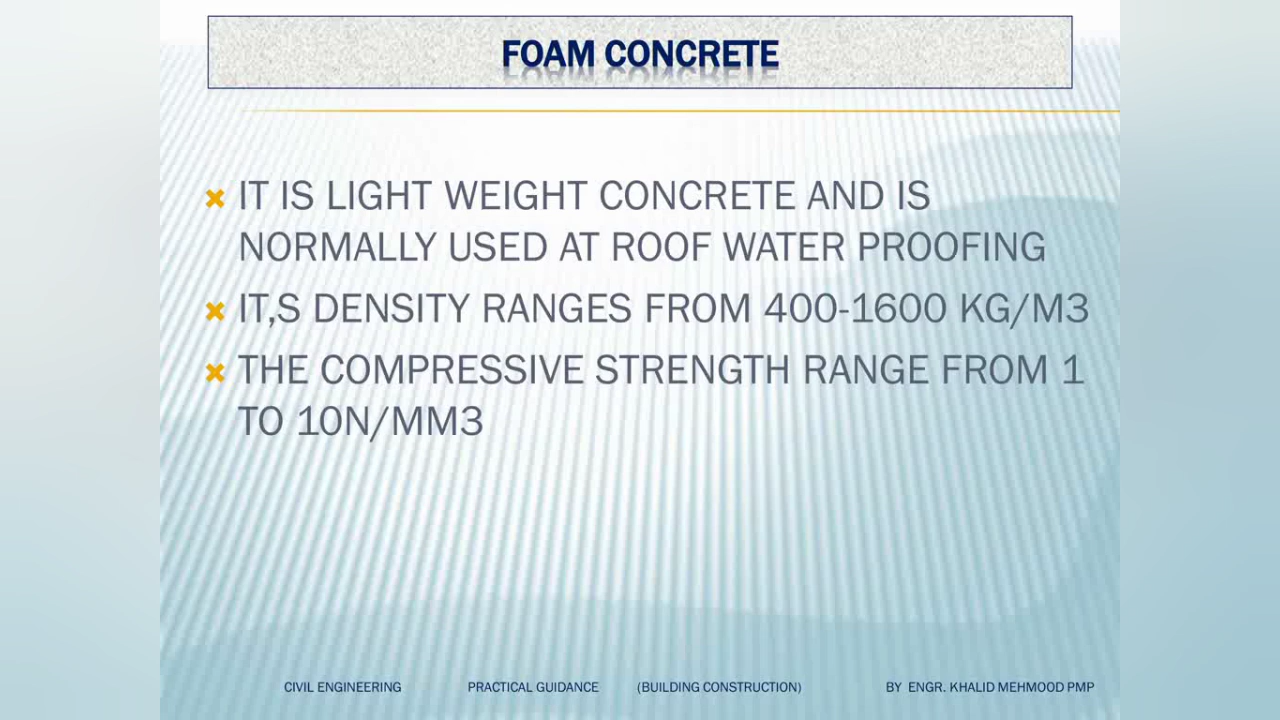 FOAM CONCRETE
IT IS LIGHT WEIGHT CONCRETE AND IS
NORMALLY USED AT ROOF WATER PROOFING
IT,S DENSITY RANGES FROM 400-1600 KG/M3
THE COMPRESSIVE STRENGTH RANGE FROM 1
TO 10N/MM3
CIVIL ENGINEERING PRACTICAL GUIDANCE (BUILDING CONSTRUCTION) BY ENGR. KHALID MEHMOOD PMP